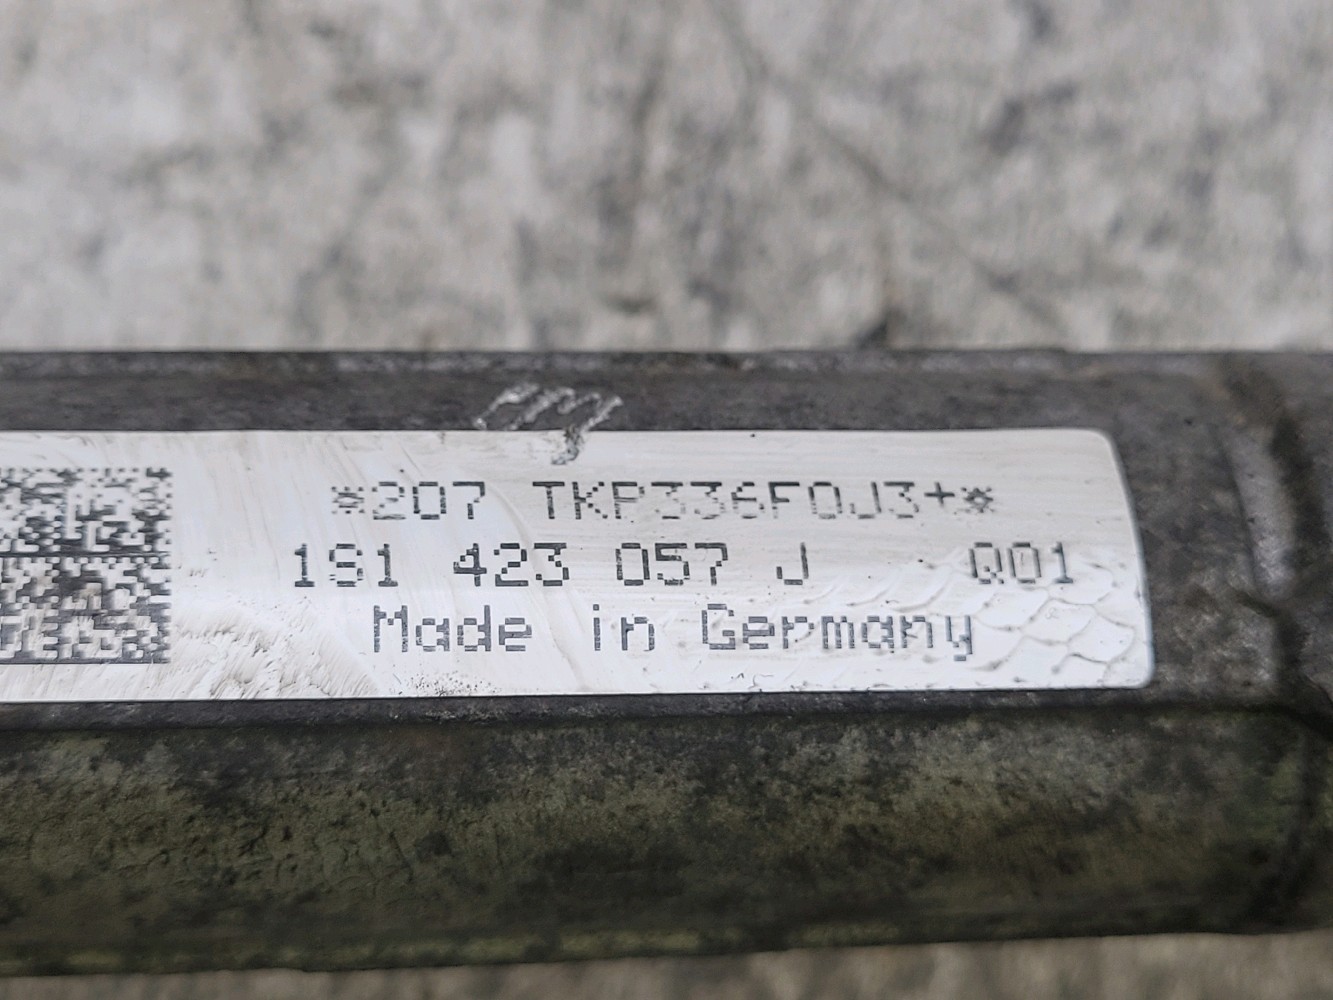 *207 TKP336F0J3+*
1S1 423 057 J Q01
Made in Germany